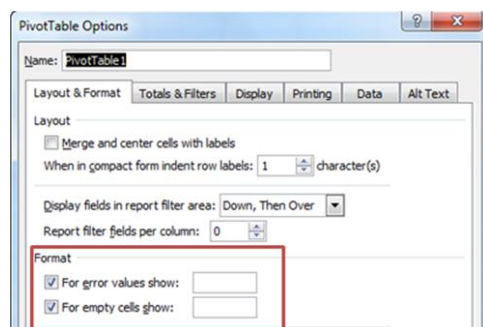 PivotTable Options
Name: PivotTable1
Layout & Format Totals & Filters Display Printing Data Alt Text
Layout
Merge and center cells with labels
When in compact form indent row labels: 1 character(s)
Display fields in report filter area: Down, Then Over
Report filter fields per column: 0
Format
For error values show:
For empty cells show: